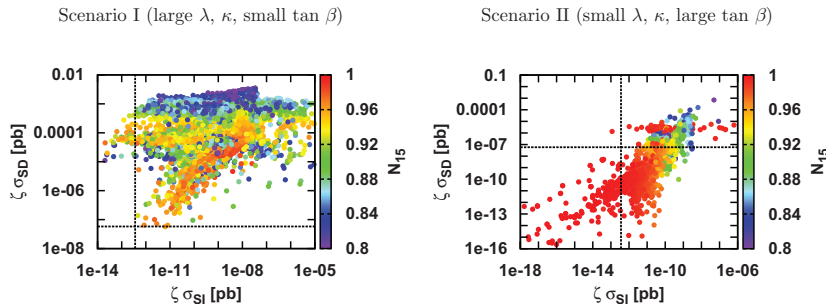 Scenario I (large λ, κ, small tan β)
Scenario II (small λ, κ, large tan β)
0.01
0.0001
1e-06
1e-08
ζ σSD [pb]
1e-14
1e-11
1e-08
1e-05
ζ σSI [pb]
1
0.96
0.92
0.88
0.84
0.8
N15
0.1
0.0001
1e-07
1e-10
1e-13
1e-16
ζ σSD [pb]
1e-18
1e-14
1e-10
1e-06
ζ σSI [pb]
1
0.96
0.92
0.88
0.84
0.8
N15